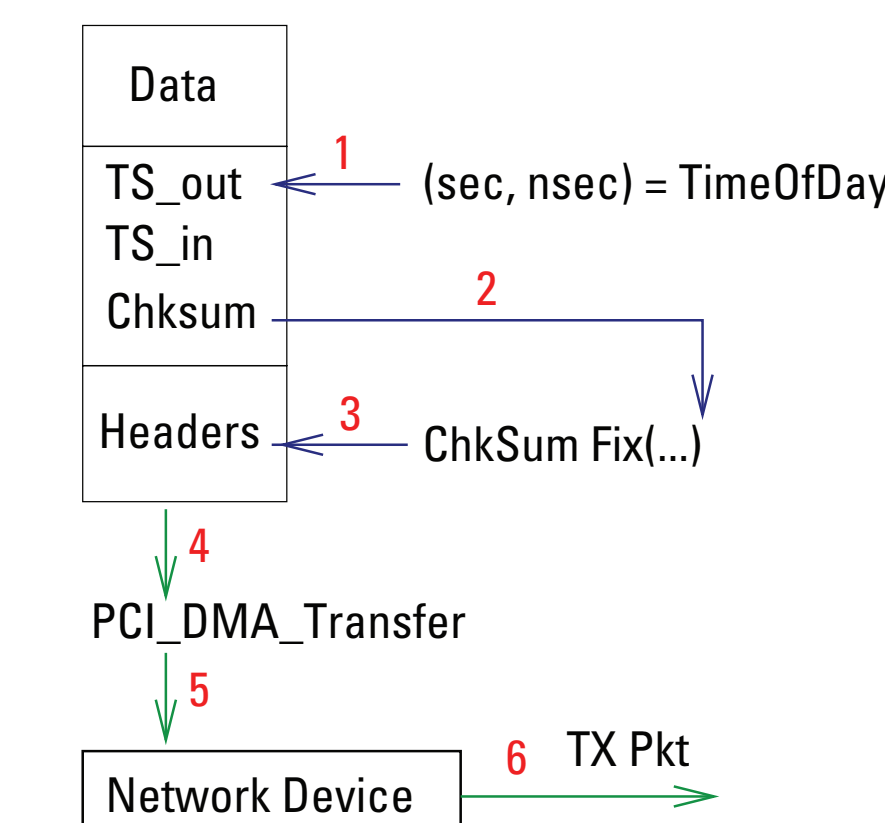 Data
1
TS_out
(sec, nsec) = TimeOfDay
TS_in
2
Chksum
3
Headers
ChkSum Fix(...)
4
PCI_DMA_Transfer
5
6
TX Pkt
Network Device